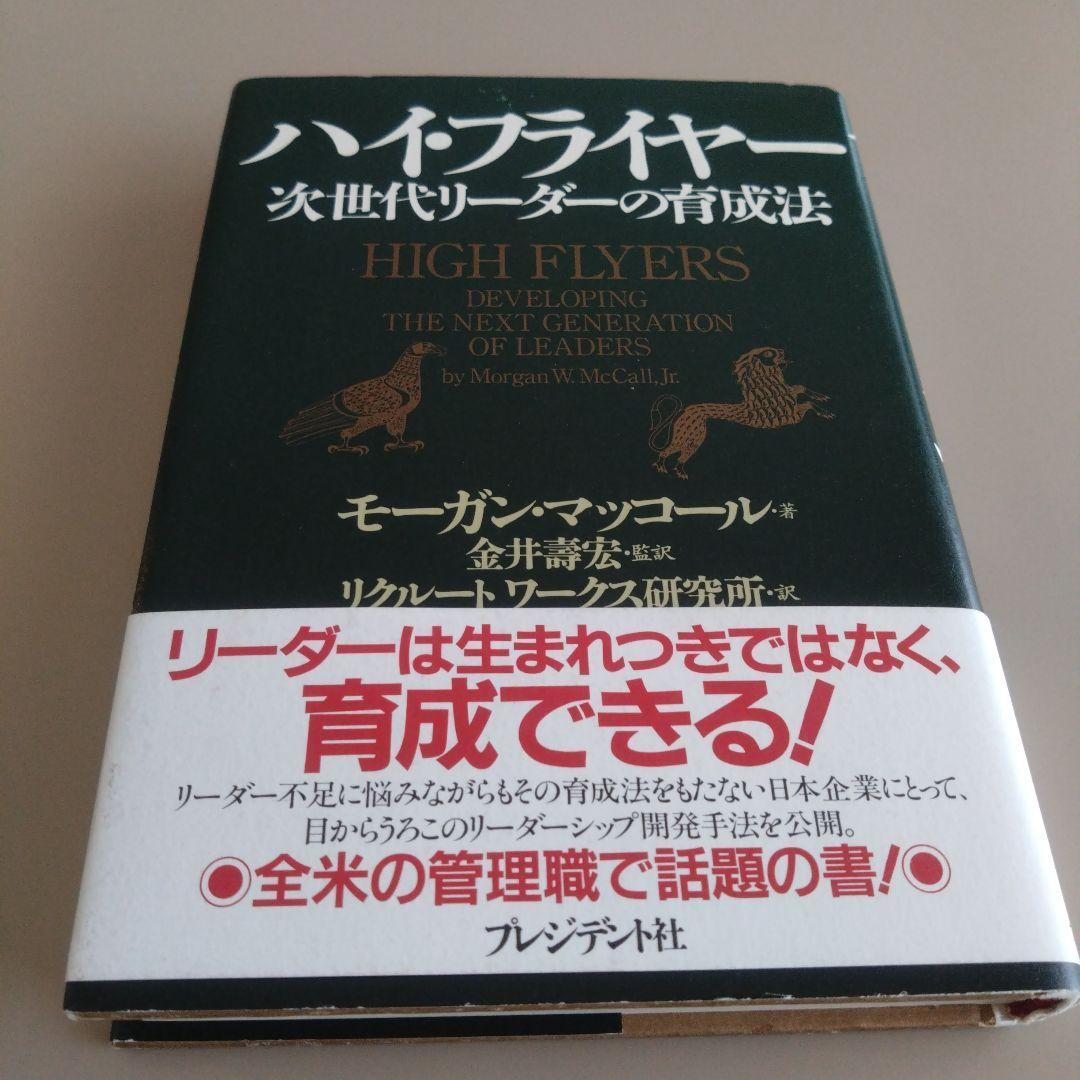 ハイ・フライヤー
次世代リーダーの育成法
HIGH FLYERS
DEVELOPING
THE NEXT GENERATION
OF LEADERS
by Morgan W. McCall, Jr.
モーガン・マッコール・著
金井壽宏・監訳
リクルート ワークス研究所・訳
リーダーは生まれつきではなく、
育成できる!
リーダー不足に悩みながらもその育成法をもたない日本企業にとって、
目からうろこのリーダーシップ開発手法を公開。
◉全米の管理職で話題の書!◉
プレジデント社